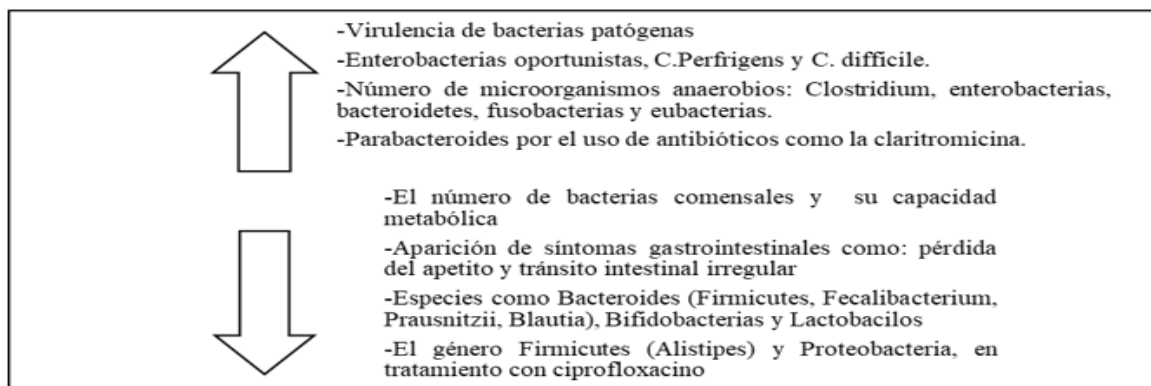 -Virulencia de bacterias patógenas
-Enterobacterias oportunistas, C.Perfrigens y C. difficile.
-Número de microorganismos anaerobios: Clostridium, enterobacterias,
bacteroidetes, fusobacterias y eubacterias.
-Parabacteroides por el uso de antibióticos como la claritromicina.
-El número de bacterias comensales y su capacidad
metabólica
-Aparición de síntomas gastrointestinales como: pérdida
del apetito y tránsito intestinal irregular
-Especies como Bacteroides (Firmicutes, Fecalibacterium,
Prausnitzii, Blautia), Bifidobacterias y Lactobacilos
-El género Firmicutes (Alistipes) y Proteobacteria, en
tratamiento con ciprofloxacino